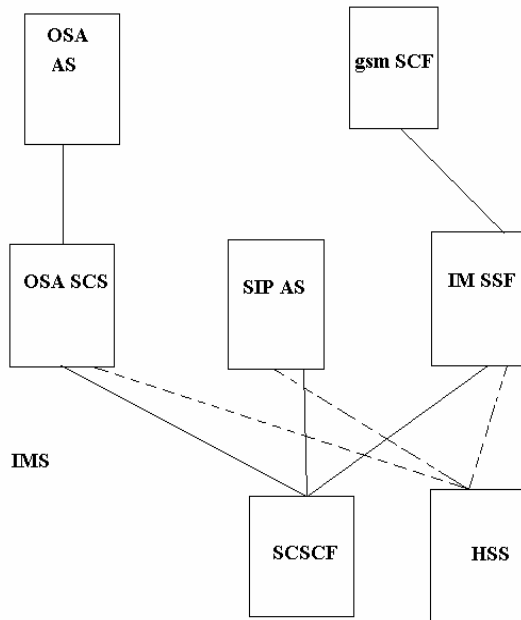 OSA
AS
gsm SCF
OSA SCS
SIP AS
IM SSF
IMS
SCSCF
HSS